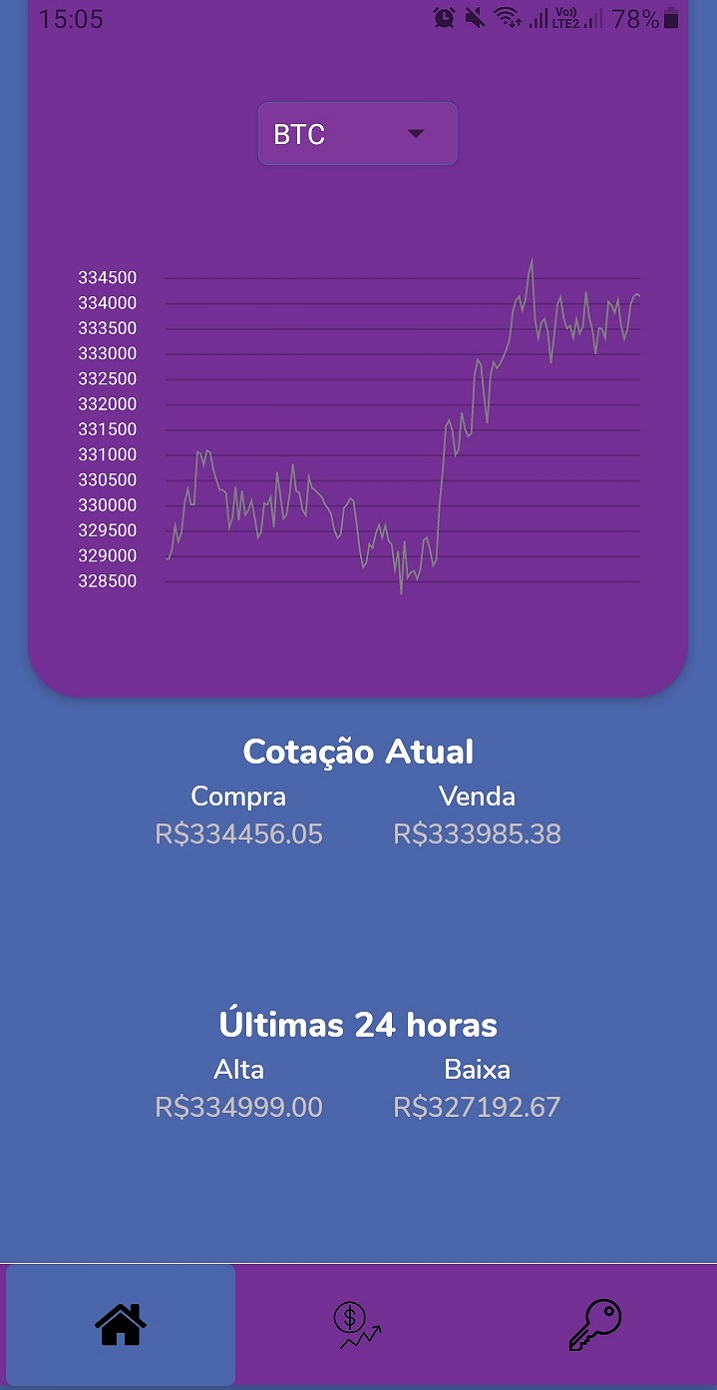 15:05 Vo)) LTE2 78%
BTC
334500
334000
333500
333000
332500
332000
331500
331000
330500
330000
329500
329000
328500
Cotação Atual
Compra Venda
R$334456.05 R$333985.38
Últimas 24 horas
Alta Baixa
R$334999.00 R$327192.67
$